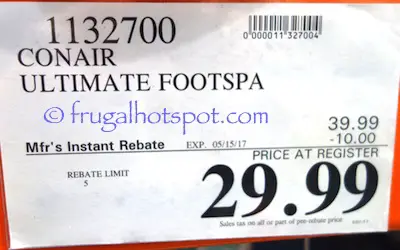 1132700
0000011327004
CONAIR
ULTIMATE FOOTSPA
© frugalhotspot.com
39.99
-10.00
Mfr's Instant Rebate EXP. 05/15/17
PRICE AT REGISTER
REBATE LIMIT
5
29.99
Sales tax on all or part of pre-rebate price